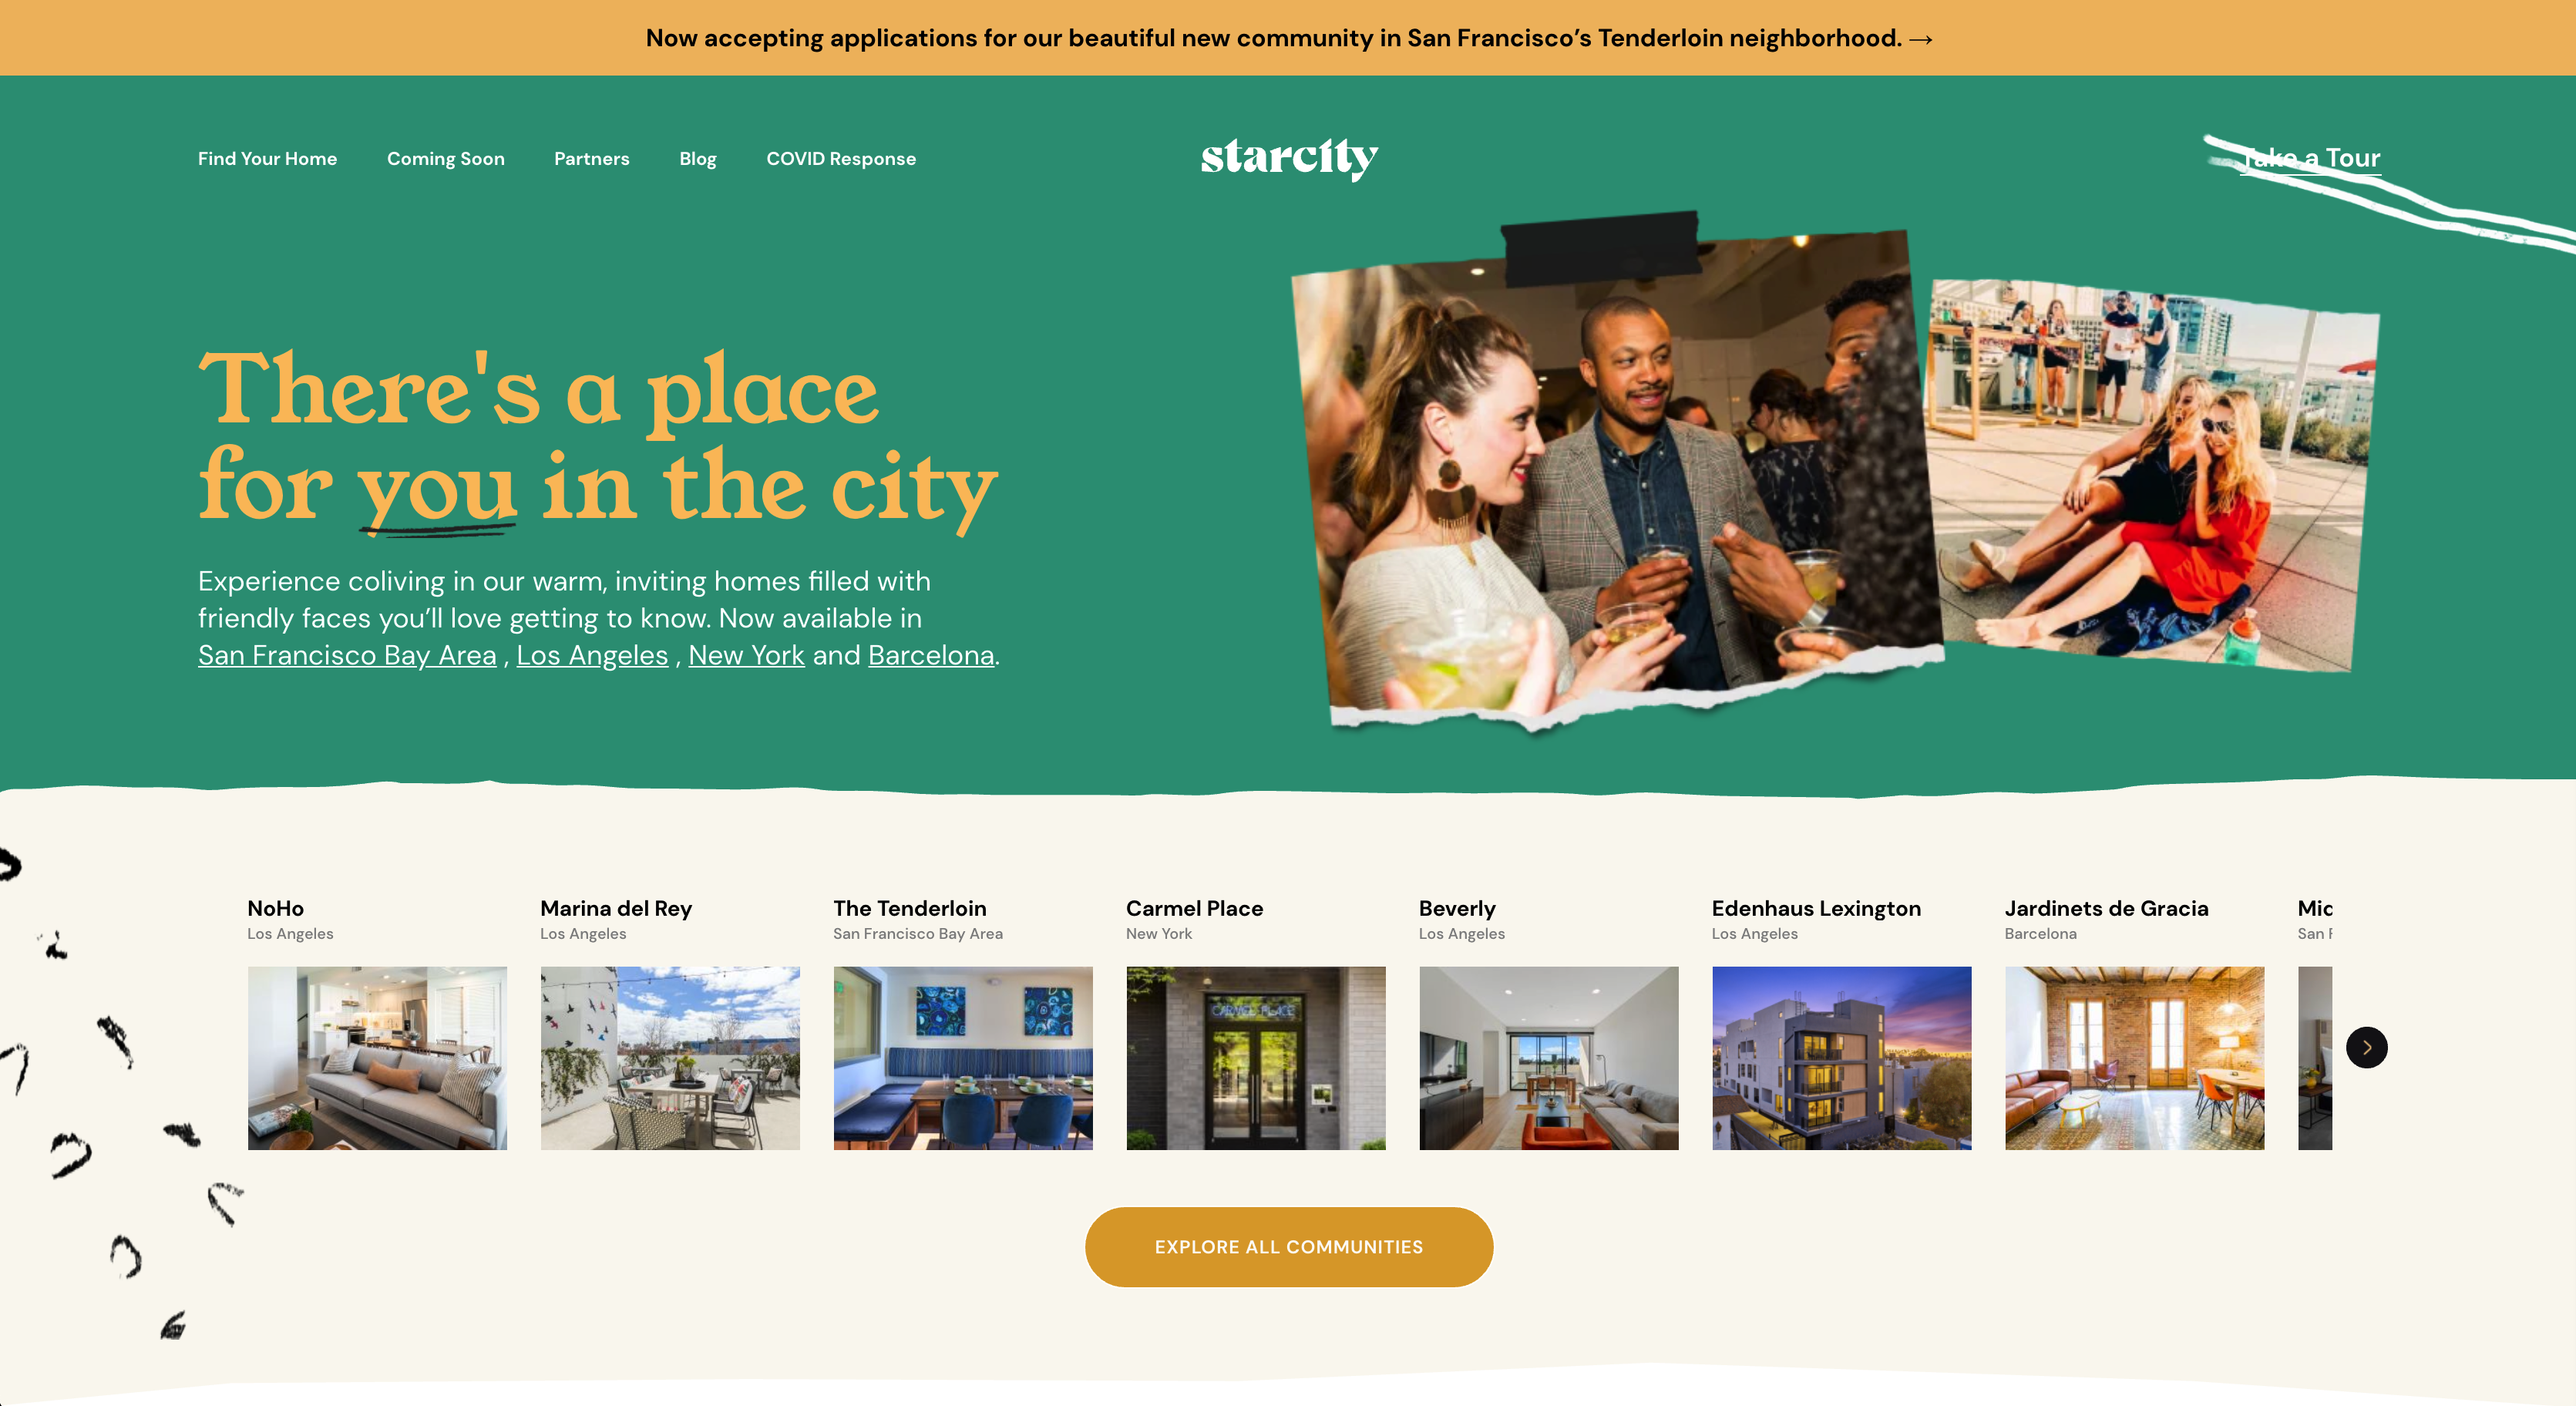 Now accepting applications for our beautiful new community in San Francisco’s Tenderloin neighborhood. →
Find Your Home
Coming Soon
Partners
Blog
COVID Response
starcity
Take a Tour
There's a place
for you in the city
Experience coliving in our warm, inviting homes filled with
friendly faces you’ll love getting to know. Now available in
San Francisco Bay Area , Los Angeles , New York and Barcelona.
NoHo
Los Angeles
Marina del Rey
Los Angeles
The Tenderloin
San Francisco Bay Area
Carmel Place
New York
CARMEL PLACE
Beverly
Los Angeles
Edenhaus Lexington
Los Angeles
Jardinets de Gracia
Barcelona
San
EXPLORE ALL COMMUNITIES